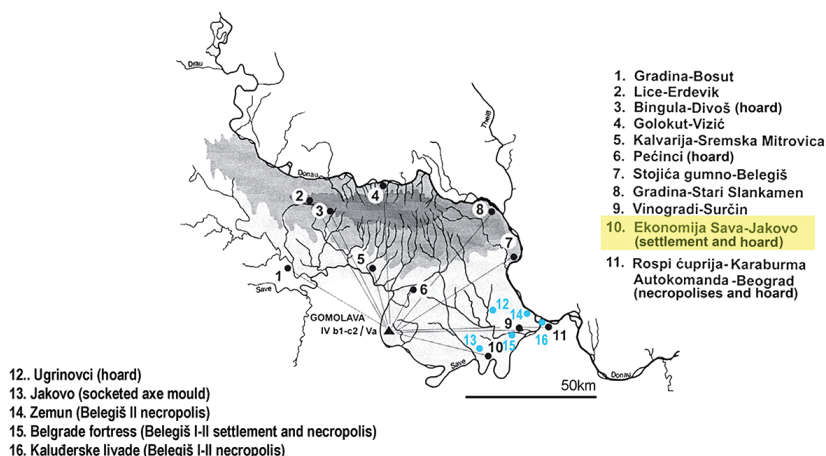 Drau
Theiß
Donau
1. Gradina-Bosut
2. Lice-Erdevik
3. Bingula-Divoš (hoard)
4. Golokut-Vizić
5. Kalvarija-Sremska Mitrovica
6. Pećinci (hoard)
7. Stojića gumno-Belegiš
8. Gradina-Stari Slankamen
9. Vinogradi-Surčin
10. Ekonomija Sava-Jakovo
(settlement and hoard)
11. Rospi ćuprija-Karaburma
Autokomanda-Beograd
(necropolises and hoard)
2
3
4
8
7
5
1
6
Save
12
14
GOMOLAVA
IV b1-c2 / Va
9
11
13
15
16
10
Save
Donau
50km
12.. Ugrinovci (hoard)
13. Jakovo (socketed axe mould)
14. Zemun (Belegiš II necropolis)
15. Belgrade fortress (Belegiš I-II settlement and necropolis)
16. Kaluđerske livade (Belegiš I-II necropolis)